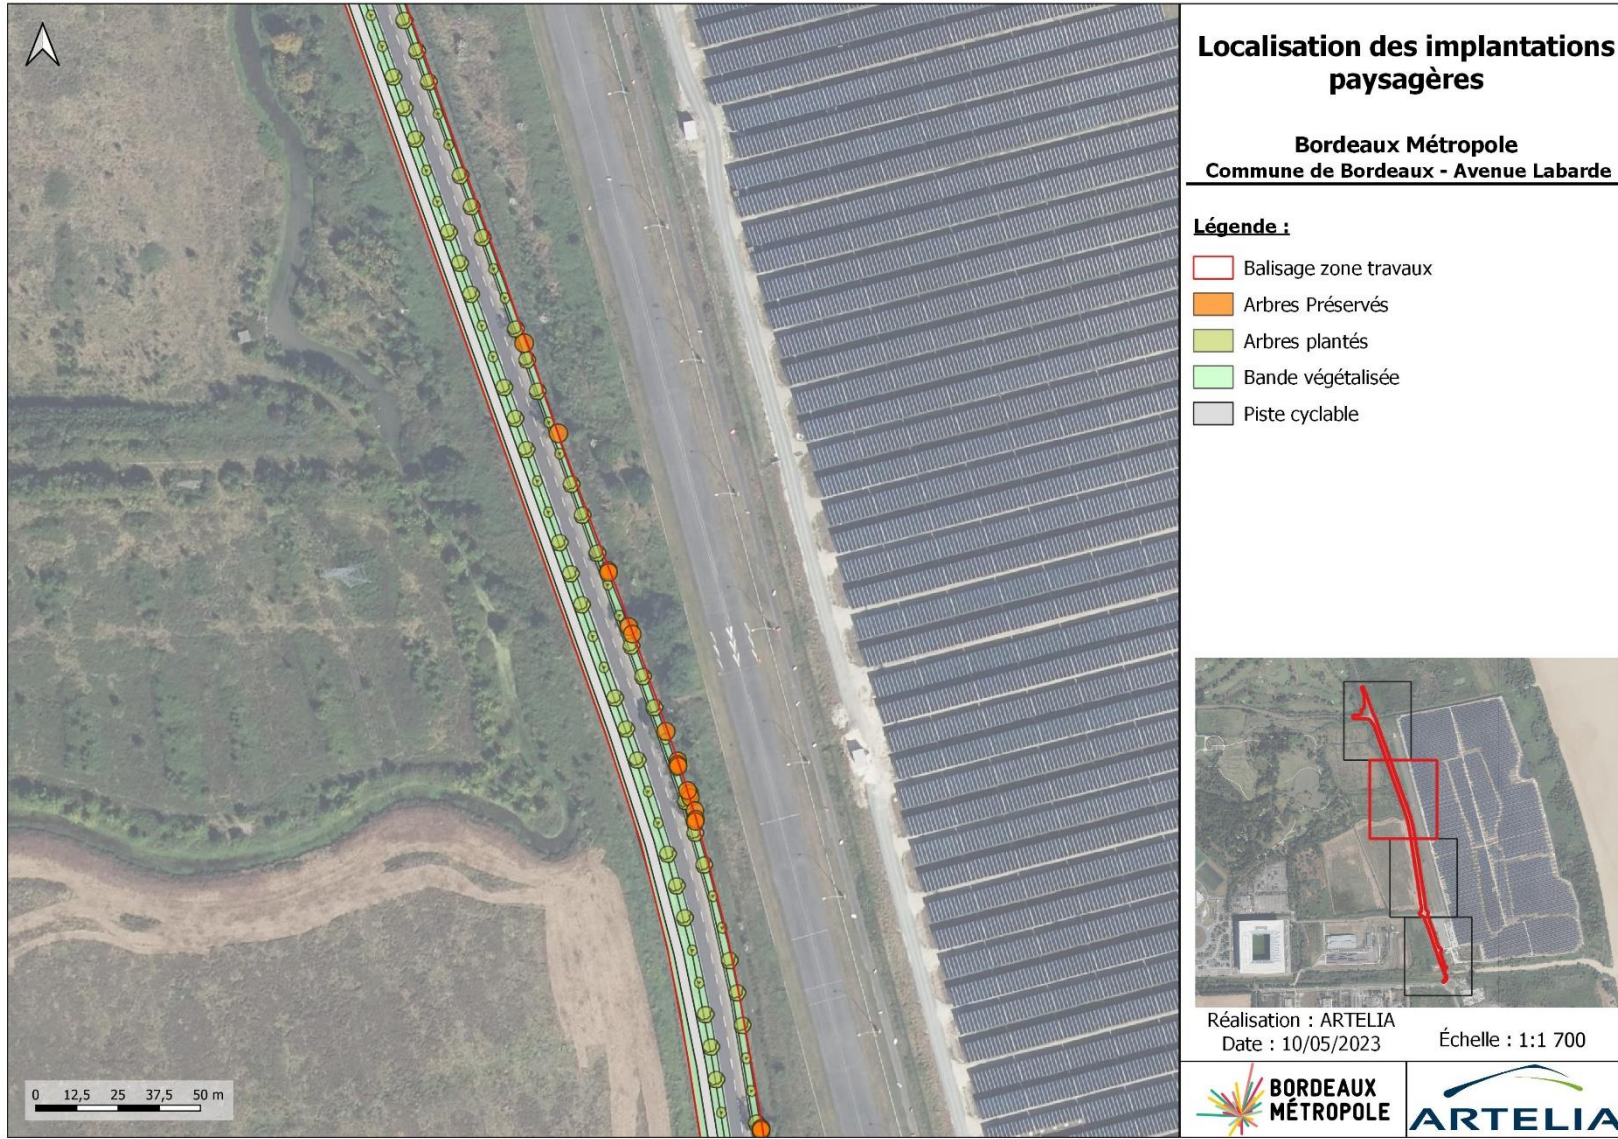 Localisation des implantations
paysagères
Bordeaux Métropole
Commune de Bordeaux - Avenue Labarde
Légende :
Balisage zone travaux
Arbres Préservés
Arbres plantés
Bande végétalisée
Piste cyclable
Réalisation : ARTELIA
Date : 10/05/2023
Échelle : 1:1 700
0 12,5 25 37,5 50 m
BORDEAUX
MÉTROPOLE
ARTELIA